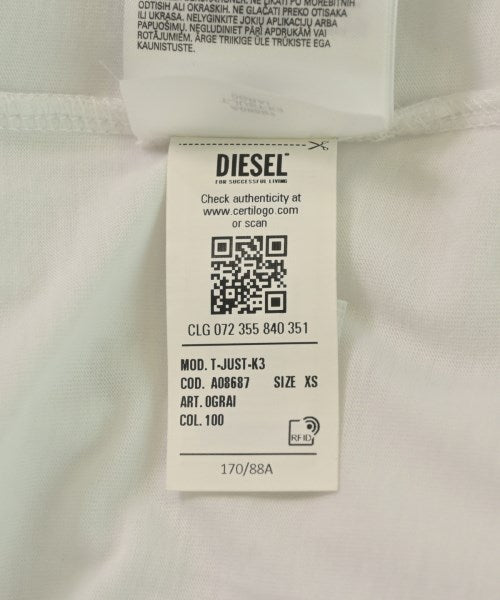 ODTISIH ALI OKRASKIH. NE GLAČATI PREKO OTISAKA
ILI UKRASA. NELYGINKITE JOKIŲ APLIKACIJŲ ARBA
PAPUOŠIMŲ. NEGLUDINIET PĀRI APDRUKĀM VAI
ROTĀJUMIEM. ÄRGE TRIIKIGE ÜLE TRÜKISTE EGA
KAUNISTUSTE.
DIESEL
FOR SUCCESSFUL LIVING
Check authenticity at
www.certilogo.com
or scan
CLG 072 355 840 351
MOD. T-JUST-K3
COD. A08687 SIZE XS
ART. 0GRAI
COL. 100
RFID
170/88A